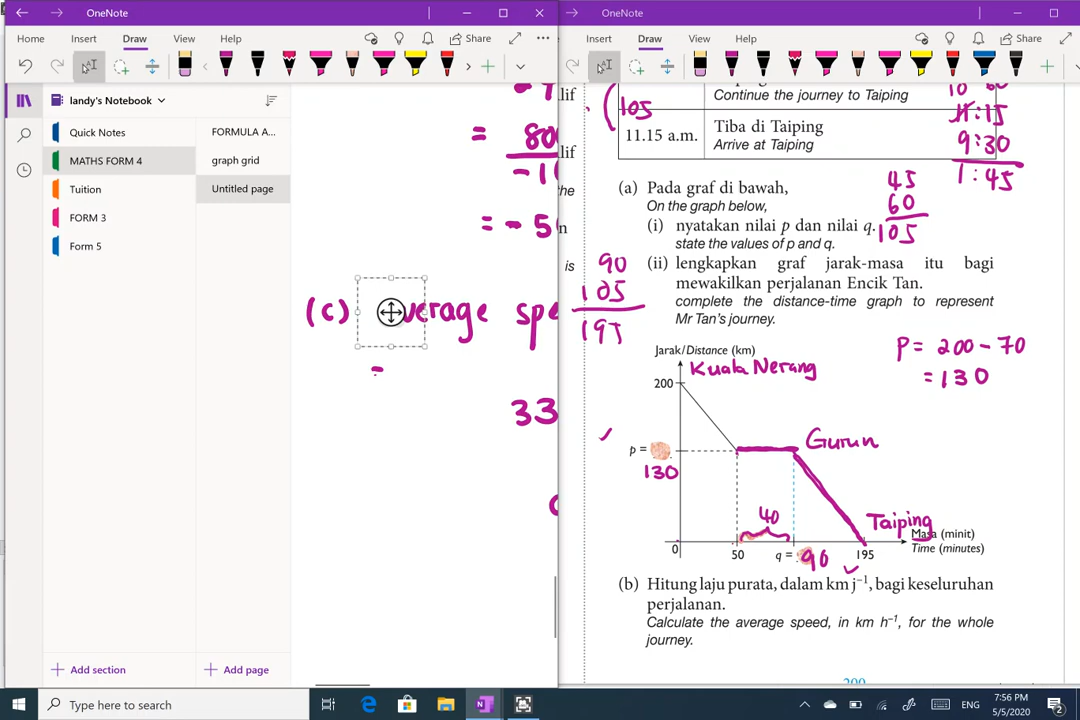 OneNote
OneNote
Home Insert Draw View Help Share
Insert Draw View Help Share
landy's Notebook
Quick Notes
MATHS FORM 4
Tuition
FORM 3
Form 5
FORMULA A...
graph grid
Untitled page
Add section
Add page
lif
= 80
lif
the
= - 5
n
is
(c) verage spe
=
33
Continue the journey to Taiping
11.15 a.m.
Tiba di Taiping
Arrive at Taiping
105
11:15
9:30
1:45
45
60
105
(a) Pada graf di bawah,
On the graph below,
(i) nyatakan nilai p dan nilai q.
state the values of p and q.
(ii) lengkapkan graf jarak-masa itu bagi
mewakilkan perjalanan Encik Tan.
complete the distance-time graph to represent
Mr Tan's journey.
90
105
195
P = 200 - 70
= 130
Jarak/Distance (km)
Kuala Nerang
200
Gurun
p =
130
40
Taiping
Masa (minit)
Time (minutes)
0
50
q = 90
195
(b) Hitung laju purata, dalam km j⁻¹, bagi keseluruhan
perjalanan.
Calculate the average speed, in km h⁻¹, for the whole
journey.
Type here to search
ENG
7:56 PM
5/5/2020
2